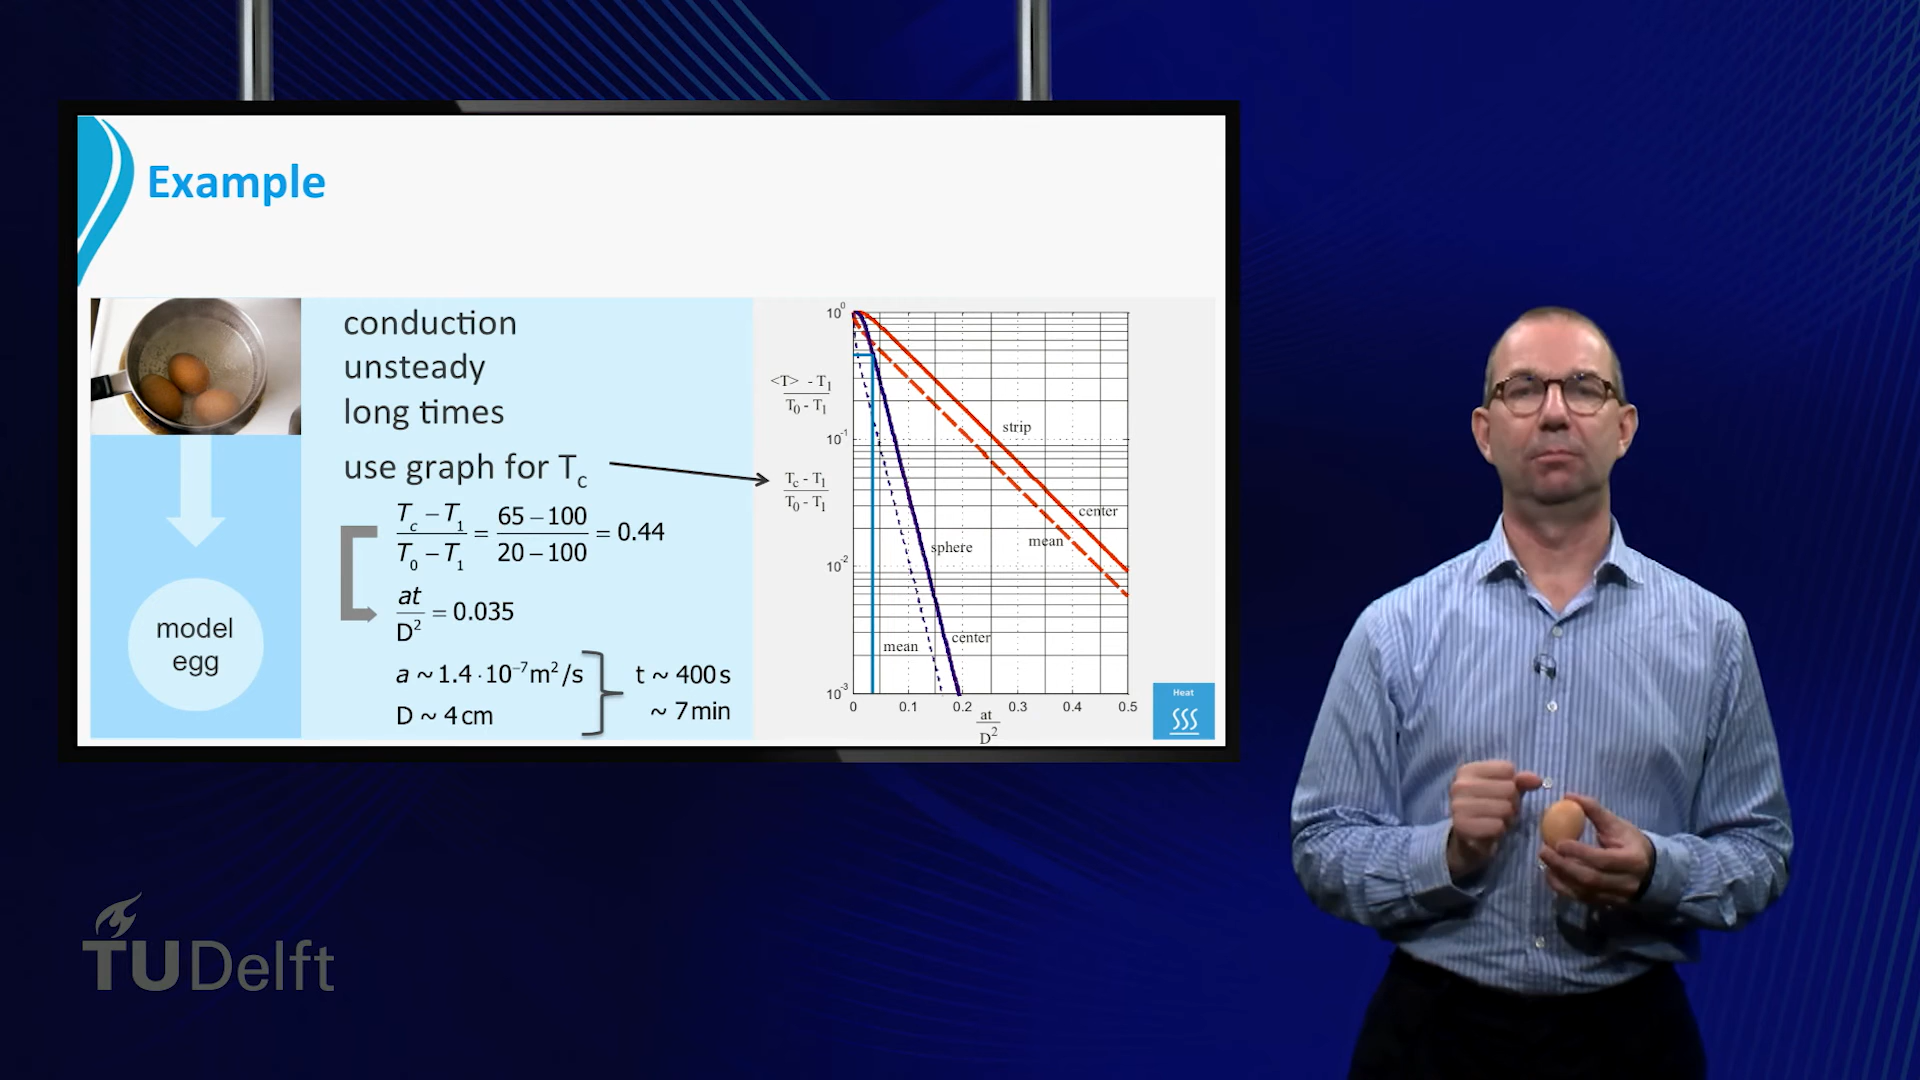 Example
conduction
unsteady
long times
use graph for Tc
Tc − T1 / T0 − T1 = 65 − 100 / 20 − 100 = 0.44
at / D² = 0.035
a ~ 1.4 · 10⁻⁷ m²/s
D ~ 4 cm
t ~ 400 s
~ 7 min
model
egg
<T> - T1
T0 - T1
Tc - T1
T0 - T1
10⁰
10⁻¹
10⁻²
10⁻³
strip
center
mean
sphere
center
mean
0 0.1 0.2 0.3 0.4 0.5
at
D²
Heat
TUDelft